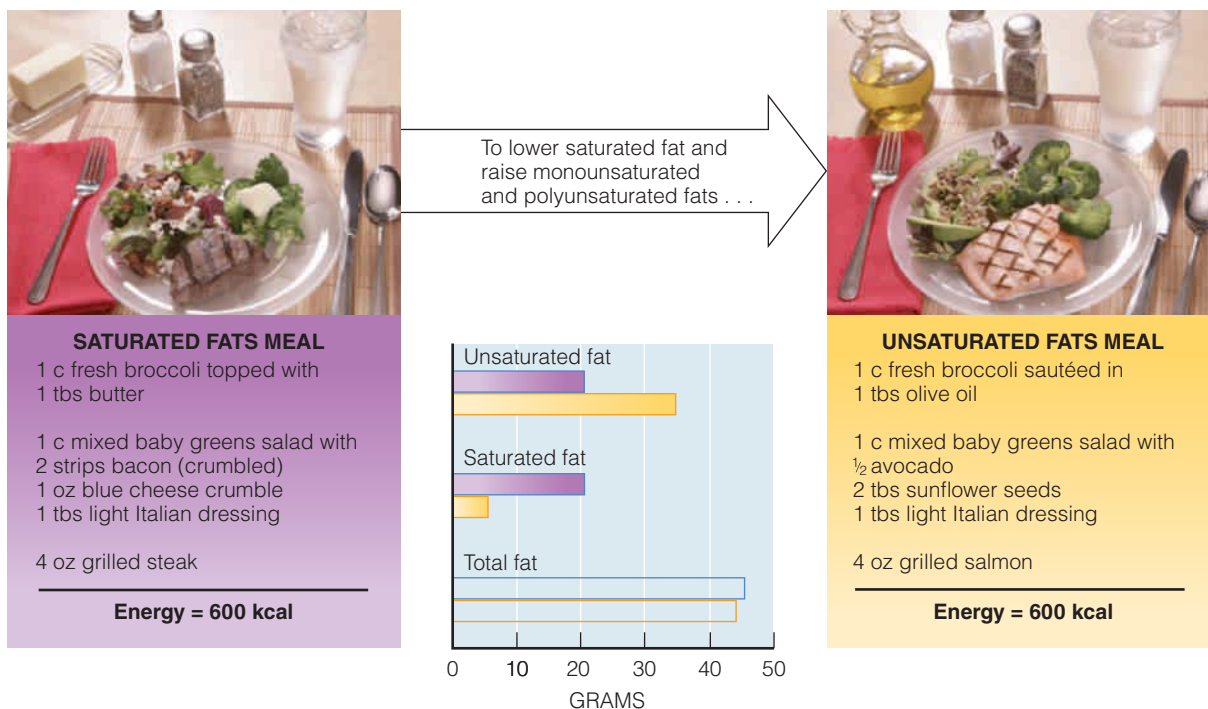 To lower saturated fat and
raise monounsaturated
and polyunsaturated fats . . .
SATURATED FATS MEAL
1 c fresh broccoli topped with
1 tbs butter
1 c mixed baby greens salad with
2 strips bacon (crumbled)
1 oz blue cheese crumble
1 tbs light Italian dressing
4 oz grilled steak
Energy = 600 kcal
Unsaturated fat
Saturated fat
Total fat
0 10 20 30 40 50
GRAMS
UNSATURATED FATS MEAL
1 c fresh broccoli sautéed in
1 tbs olive oil
1 c mixed baby greens salad with
½ avocado
2 tbs sunflower seeds
1 tbs light Italian dressing
4 oz grilled salmon
Energy = 600 kcal